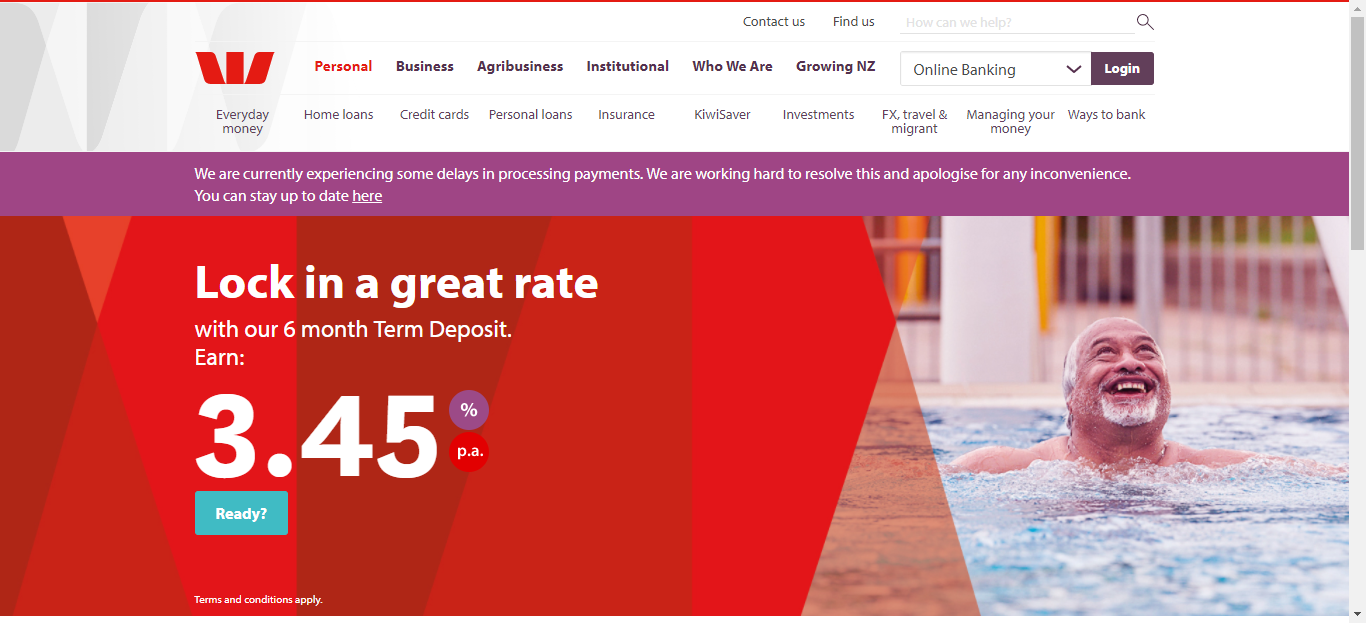 Contact us
Find us
How can we help?
Personal
Business
Agribusiness
Institutional
Who We Are
Growing NZ
Online Banking
Login
Everyday
money
Home loans
Credit cards
Personal loans
Insurance
KiwiSaver
Investments
FX, travel &
migrant
Managing your
money
Ways to bank
We are currently experiencing some delays in processing payments. We are working hard to resolve this and apologise for any inconvenience.
You can stay up to date here
Lock in a great rate
with our 6 month Term Deposit.
Earn:
3.45 % p.a.
Ready?
Terms and conditions apply.